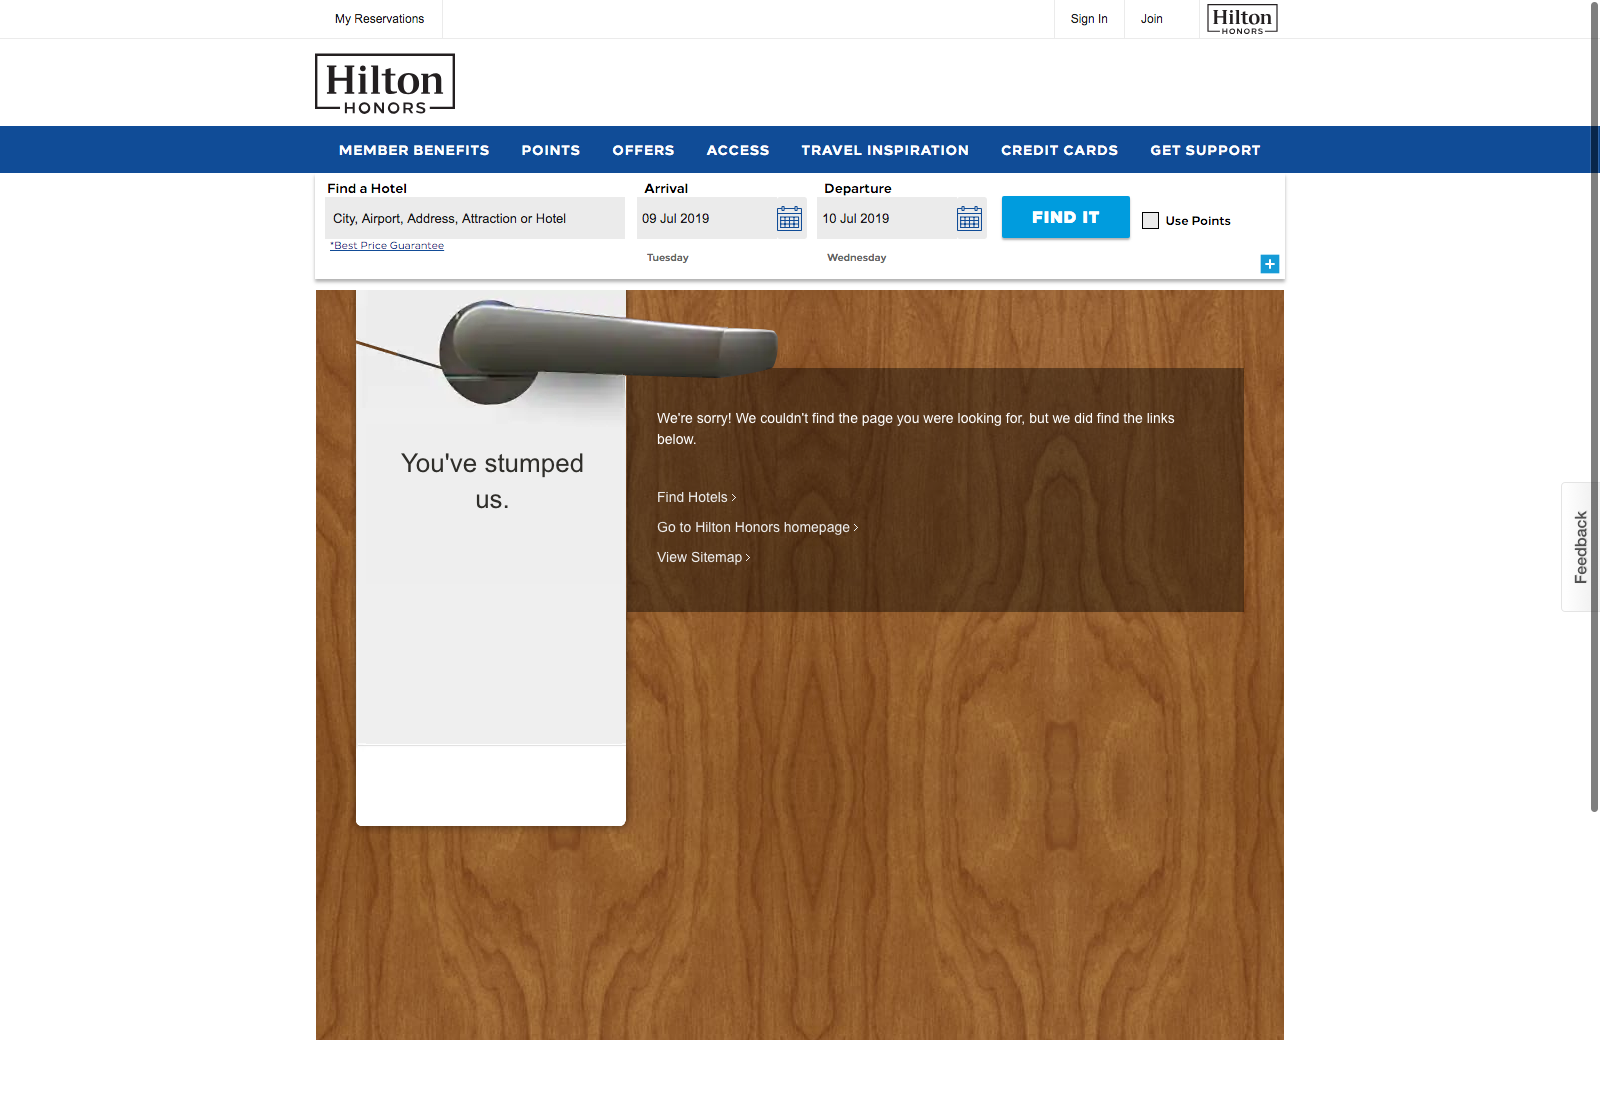 My Reservations
Sign In
Join
Hilton
HONORS
Hilton
HONORS
MEMBER BENEFITS
POINTS
OFFERS
ACCESS
TRAVEL INSPIRATION
CREDIT CARDS
GET SUPPORT
Find a Hotel
Arrival
Departure
City, Airport, Address, Attraction or Hotel
09 Jul 2019
10 Jul 2019
FIND IT
Use Points
*Best Price Guarantee
Tuesday
Wednesday
+
You've stumped
us.
We're sorry! We couldn't find the page you were looking for, but we did find the links
below.
Find Hotels >
Go to Hilton Honors homepage >
View Sitemap >
Feedback